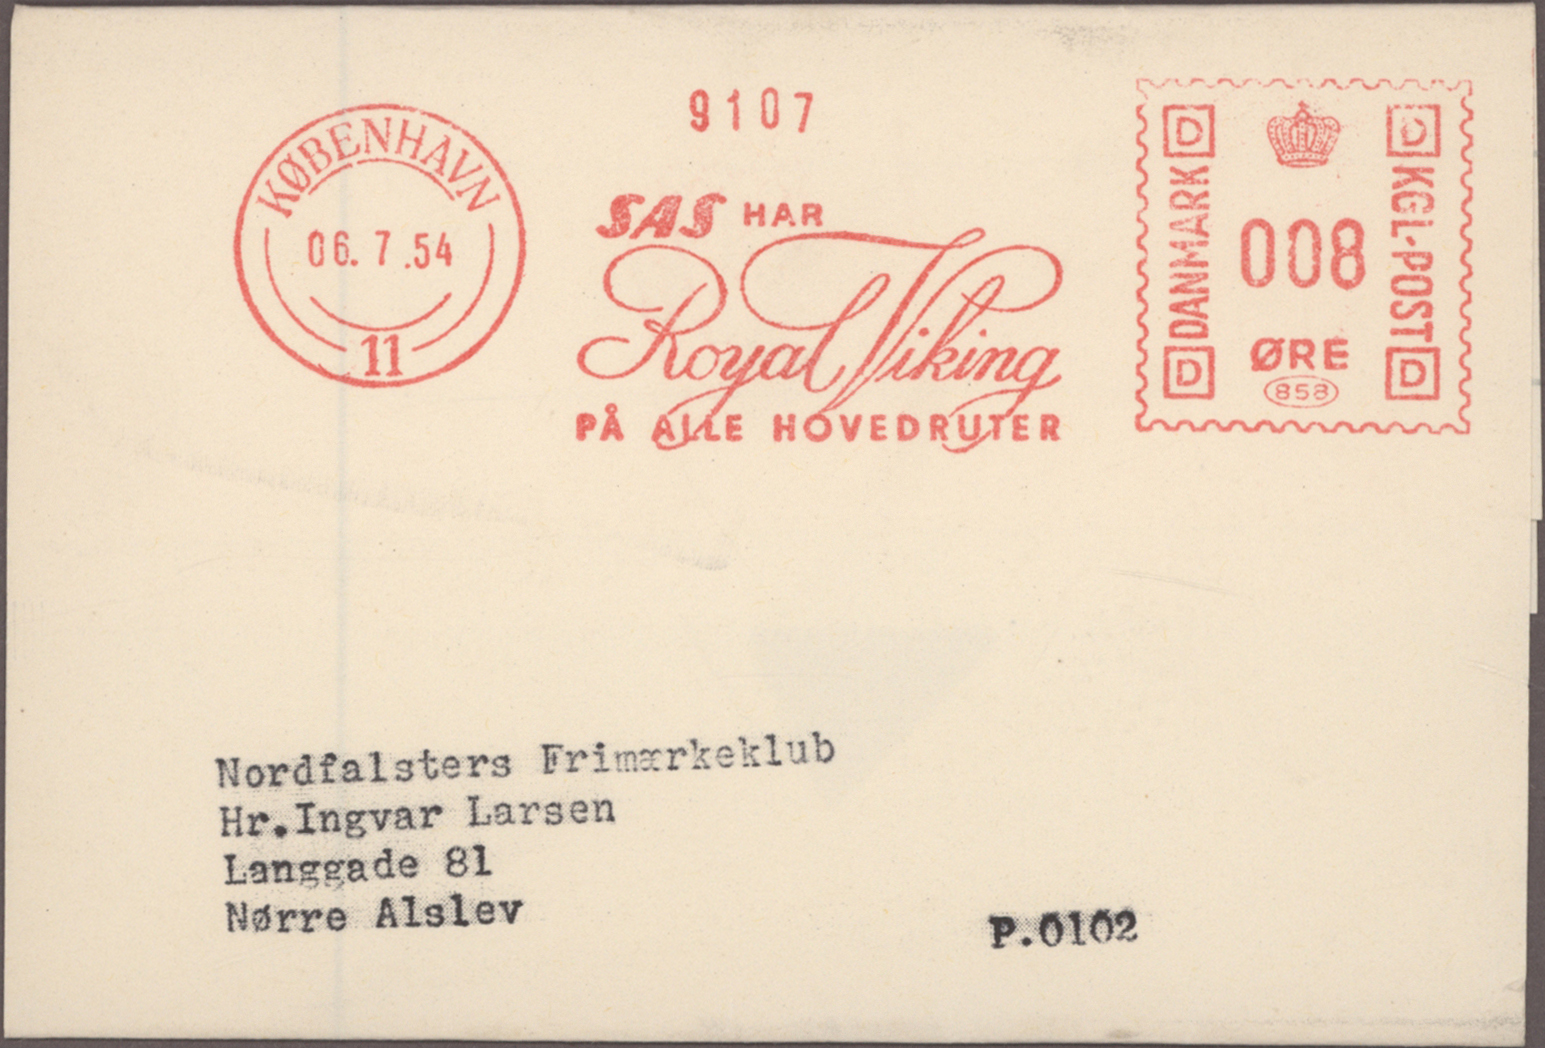 KØBENHAVN
06. 7 .54
11
9107
SAS HAR
Royal Viking
PÅ ALLE HOVEDRUTER
D D
DANMARK
KGL-POST
008
ØRE
858
D D
Nordfalsters Frimærkeklub
Hr.Ingvar Larsen
Langgade 81
Nørre Alslev
P.0102